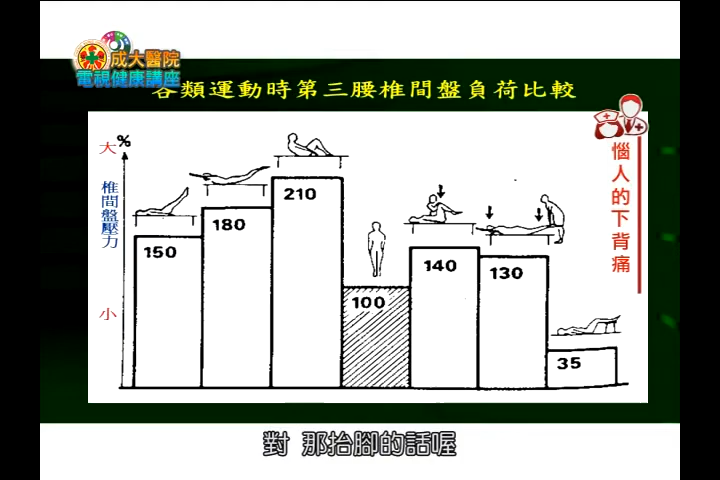 成大醫院
電視健康講座
各類運動時第三腰椎間盤負荷比較
惱人的下背痛
大
%
椎間盤壓力
小
150
180
210
100
140
130
35
對 那抬腳的話喔